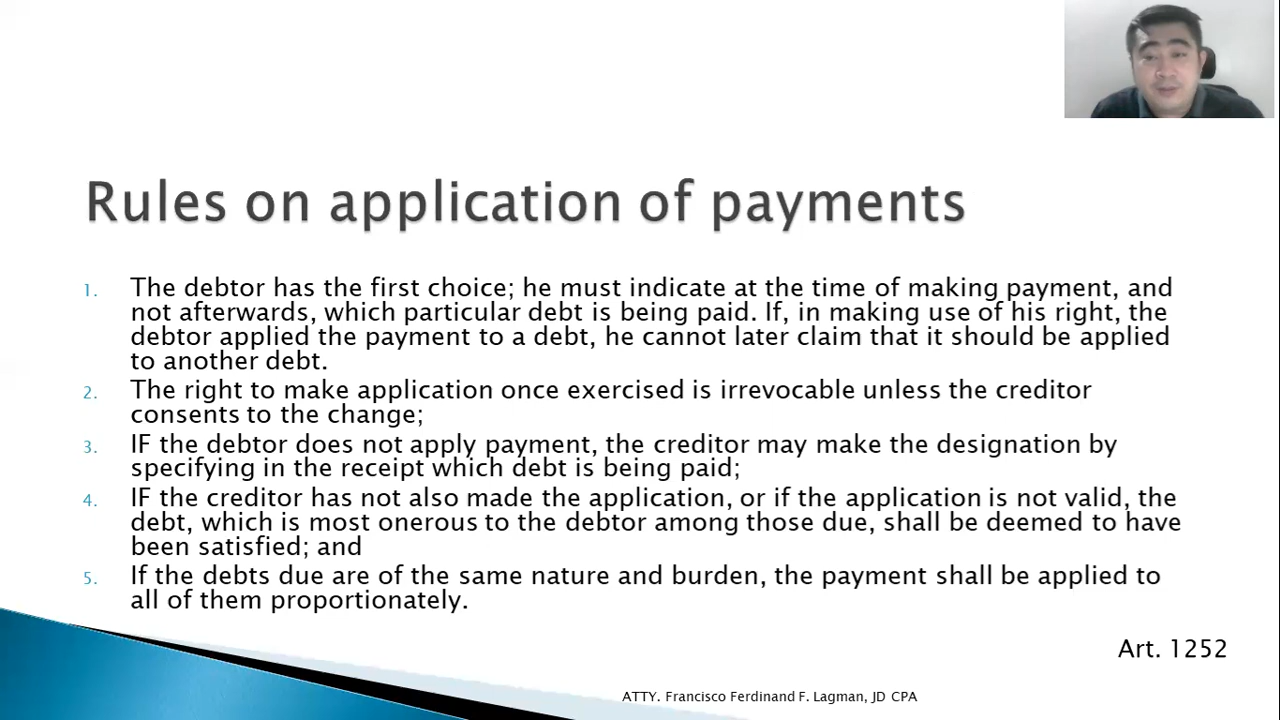 Rules on application of payments
1. The debtor has the first choice; he must indicate at the time of making payment, and
not afterwards, which particular debt is being paid. If, in making use of his right, the
debtor applied the payment to a debt, he cannot later claim that it should be applied
to another debt.
2. The right to make application once exercised is irrevocable unless the creditor
consents to the change;
3. IF the debtor does not apply payment, the creditor may make the designation by
specifying in the receipt which debt is being paid;
4. IF the creditor has not also made the application, or if the application is not valid, the
debt, which is most onerous to the debtor among those due, shall be deemed to have
been satisfied; and
5. If the debts due are of the same nature and burden, the payment shall be applied to
all of them proportionately.
Art. 1252
ATTY. Francisco Ferdinand F. Lagman, JD CPA